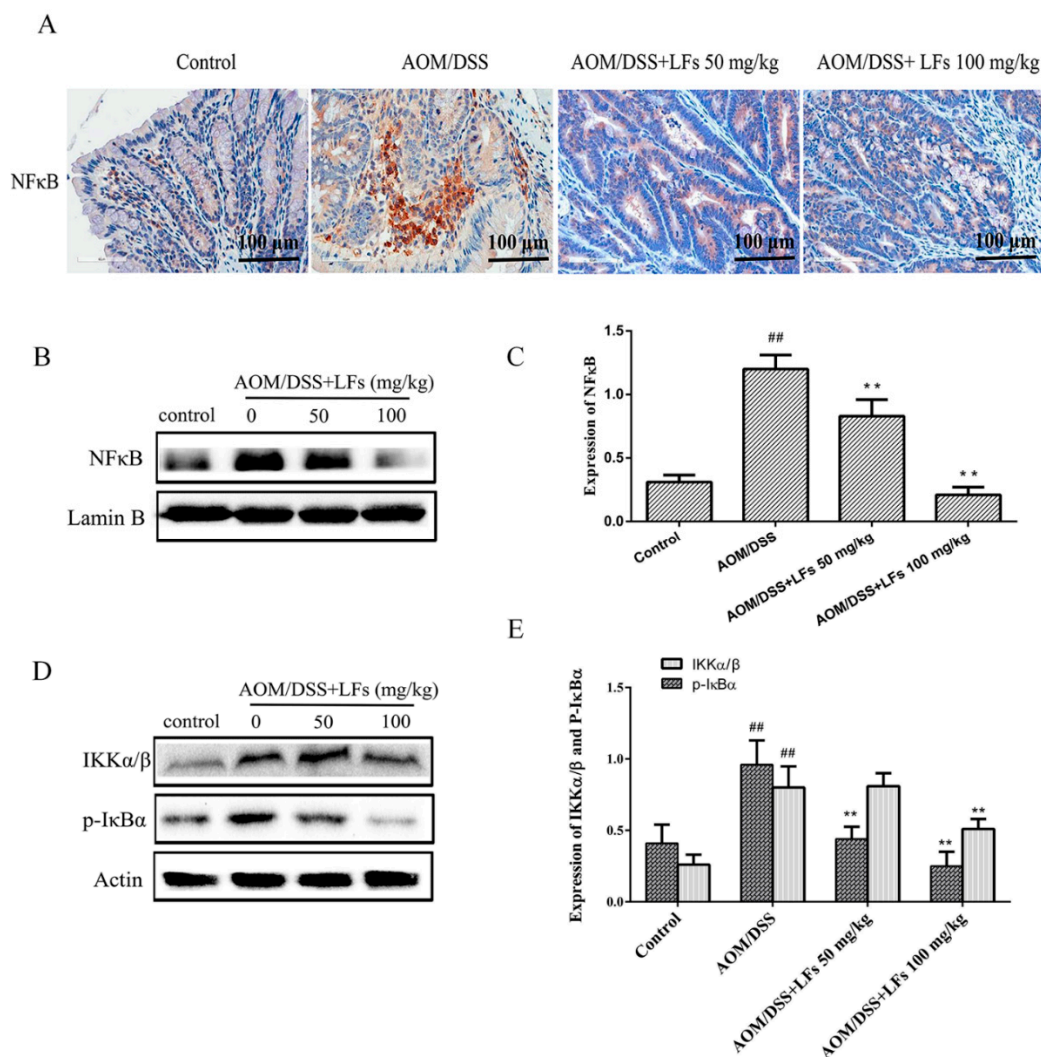 A
Control AOM/DSS AOM/DSS+LFs 50 mg/kg AOM/DSS+ LFs 100 mg/kg
NFκB
100 μm 100 μm 100 μm 100 μm
B
AOM/DSS+LFs (mg/kg)
control 0 50 100
NFκB
Lamin B
C
Expression of NFκB
1.5
1.0
0.5
0.0
##
**
**
Control
AOM/DSS
AOM/DSS+LFs 50 mg/kg
AOM/DSS+LFs 100 mg/kg
D
AOM/DSS+LFs (mg/kg)
control 0 50 100
IKKα/β
p-IκBα
Actin
E
IKKα/β
p-IκBα
Expression of IKKα/β and P-IκBα
1.5
1.0
0.5
0.0
##
##
**
**
**
Control
AOM/DSS
AOM/DSS+LFs 50 mg/kg
AOM/DSS+LFs 100 mg/kg